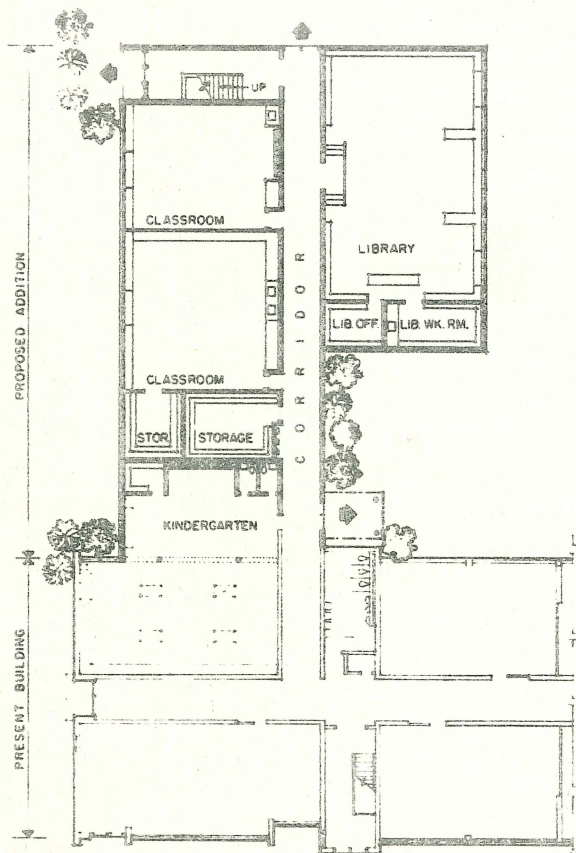 UP
CLASSROOM
LIBRARY
PROPOSED ADDITION
CORRIDOR
LIB. OFF.
LIB. WK. RM.
CLASSROOM
STOR.
STORAGE
KINDERGARTEN
PRESENT BUILDING